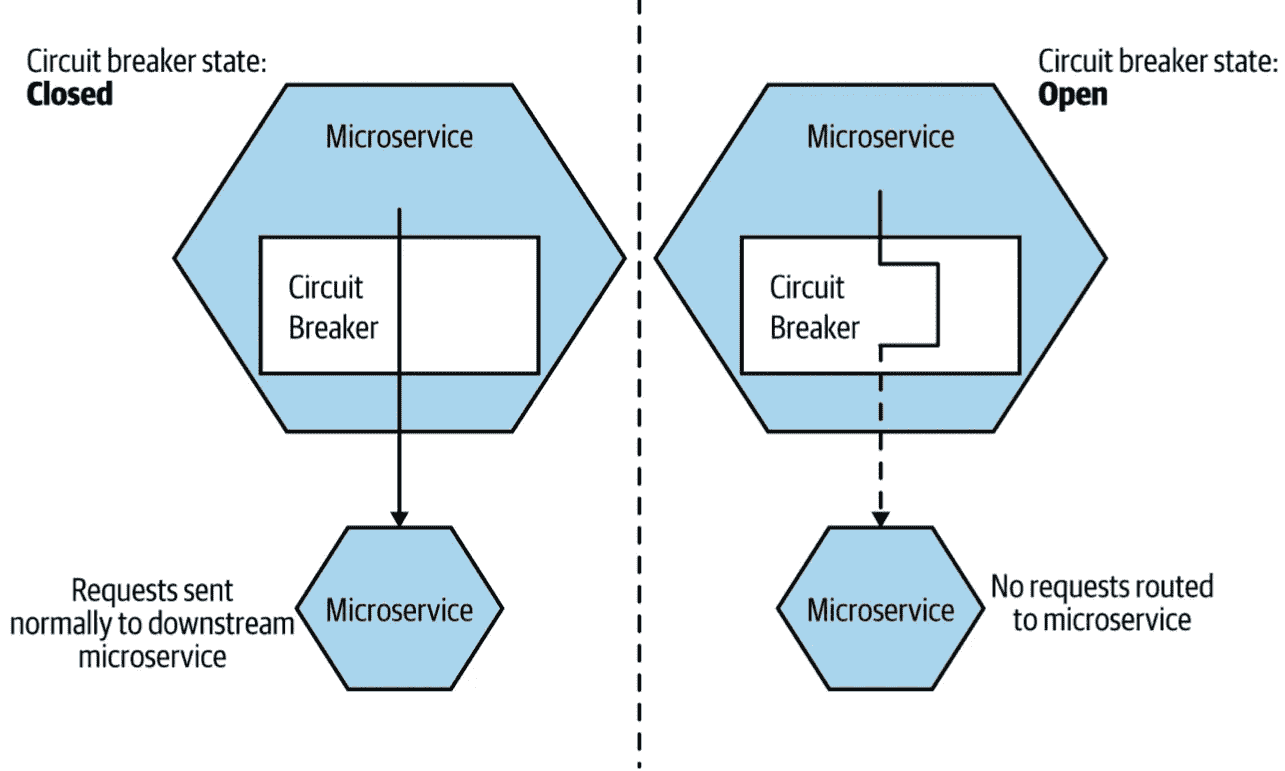 Circuit breaker state:
Closed
Microservice
Circuit
Breaker
Requests sent
normally to downstream
microservice
Microservice
Circuit breaker state:
Open
Microservice
Circuit
Breaker
Microservice
No requests routed
to microservice